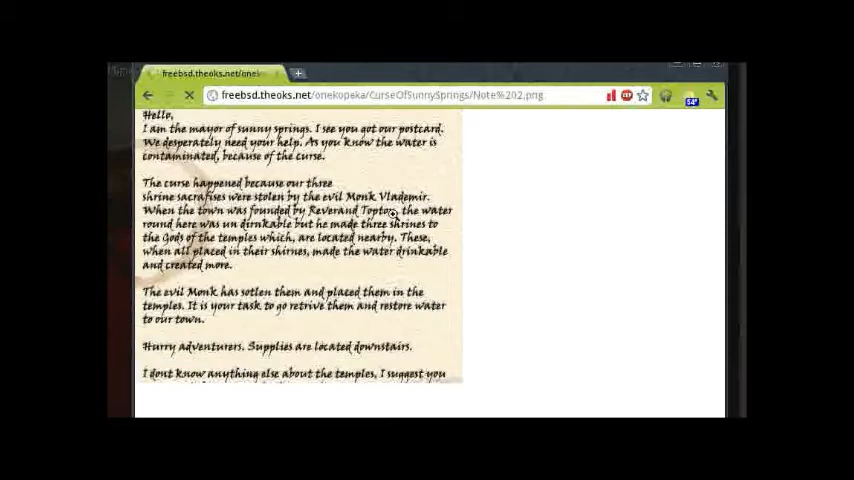 freebsd.theoks.net/onek
freebsd.theoks.net/onekopeka/CurseOfSunnySprings/Note%202.png
54°
Hello,
I am the mayor of sunny springs. I see you got our postcard.
We desperately need your help. As you know the water is
contaminated, because of the curse.
The curse happened because our three
shrine sacrafises were stolen by the evil Monk Vlademir.
When the town was founded by Reverand the water
round here was un dirnkable but he made three shrines to
the Gods of the temples which, are located nearby. These,
when all placed in their shirnes, made the water drinkable
and created more.
The evil Monk has sotlen them and placed them in the
temples. It is your task to go retrive them and restore water
to our town.
Hurry adventurers. Supplies are located downstairs.
I dont know anything else about the temples, I suggest you